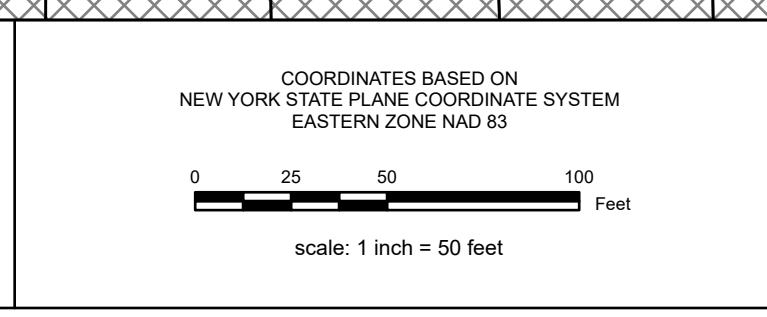 COORDINATES BASED ON
NEW YORK STATE PLANE COORDINATE SYSTEM
EASTERN ZONE NAD 83
0 25 50 100
Feet
scale: 1 inch = 50 feet